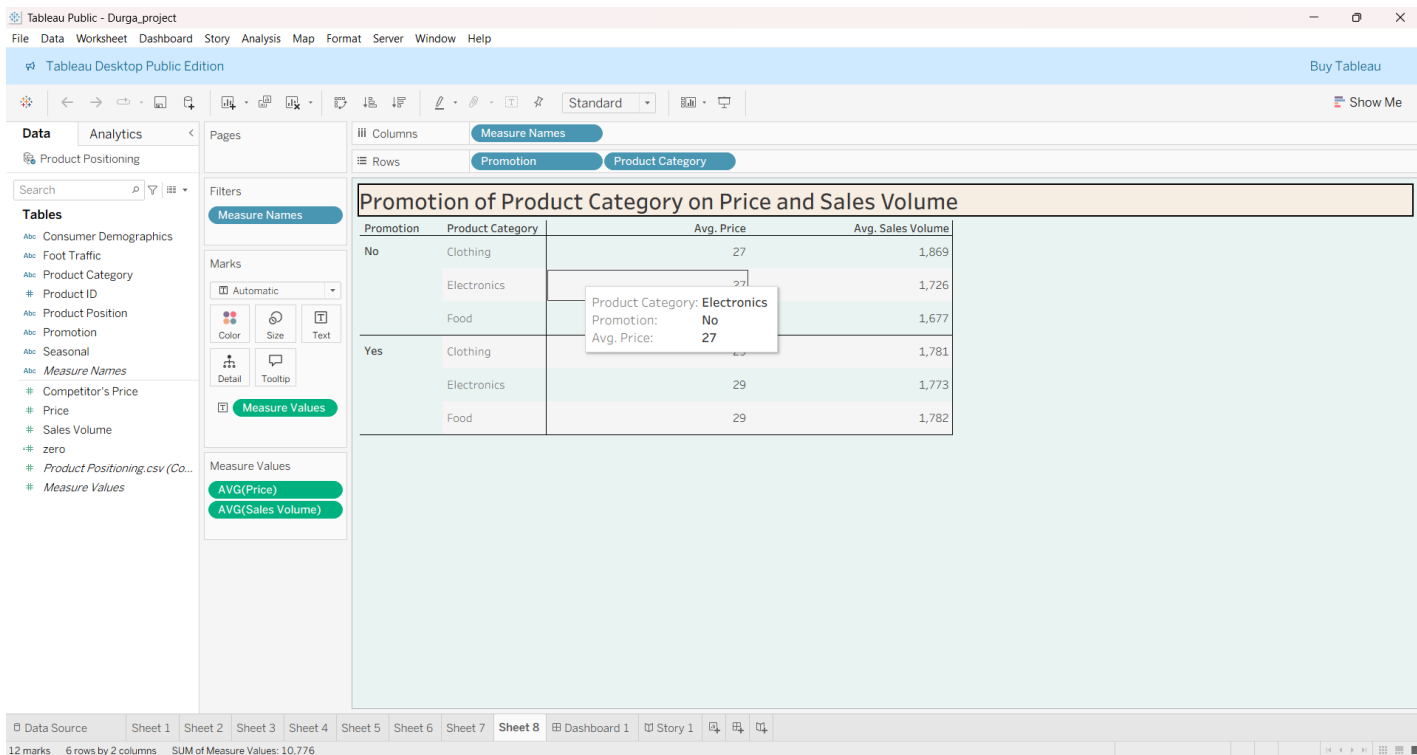 Tableau Public - Durga_project
File Data Worksheet Dashboard Story Analysis Map Format Server Window Help
Tableau Desktop Public Edition Buy Tableau
Standard Show Me
Data Analytics
Product Positioning
Search
Tables
Abc Consumer Demographics
Abc Foot Traffic
Abc Product Category
# Product ID
Abc Product Position
Abc Promotion
Abc Seasonal
Abc Measure Names
# Competitor's Price
# Price
# Sales Volume
# zero
# Product Positioning.csv (Co...
# Measure Values
Pages
Filters
Measure Names
Marks
Automatic
Color Size Text
Detail Tooltip
Measure Values
Measure Values
AVG(Price)
AVG(Sales Volume)
Columns Measure Names
Rows Promotion Product Category
Promotion of Product Category on Price and Sales Volume
Promotion Product Category Avg. Price Avg. Sales Volume
No Clothing 27 1,869
Electronics 27 1,726
Food 1,677
Yes Clothing 1,781
Electronics 29 1,773
Food 29 1,782
Product Category: Electronics
Promotion: No
Avg. Price: 27
Data Source Sheet 1 Sheet 2 Sheet 3 Sheet 4 Sheet 5 Sheet 6 Sheet 7 Sheet 8 Dashboard 1 Story 1
12 marks 6 rows by 2 columns SUM of Measure Values: 10,776